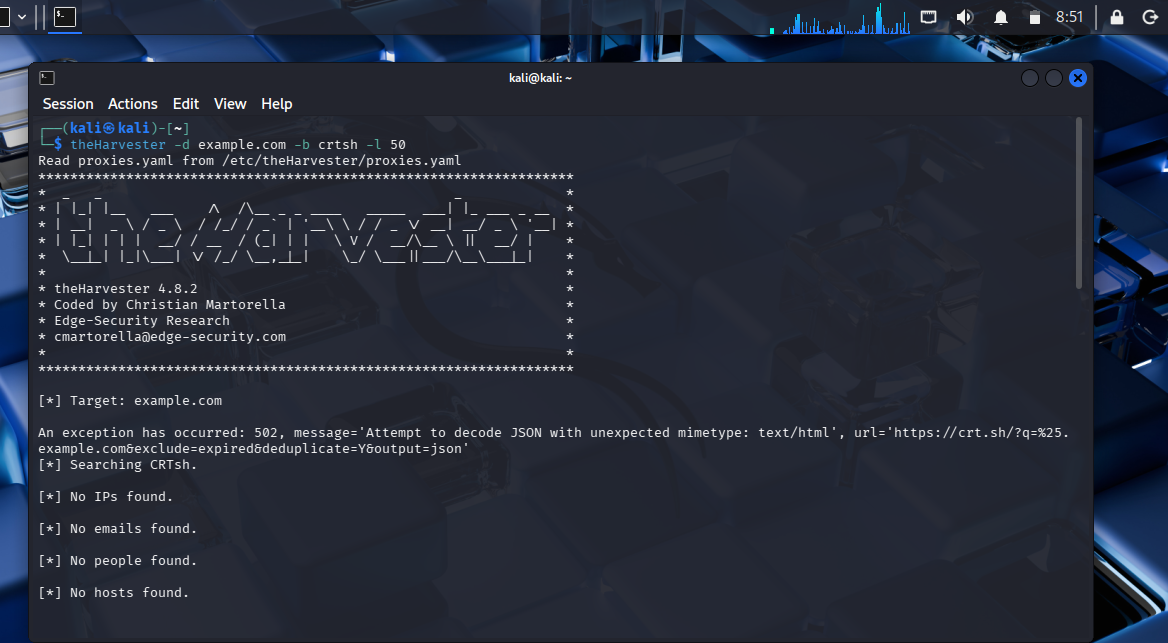 8:51
kali@kali: ~
Session Actions Edit View Help
┌──(kali㉿kali)-[~]
└─$ theHarvester -d example.com -b crtsh -l 50
Read proxies.yaml from /etc/theHarvester/proxies.yaml
*******************************************************************
* theHarvester *
* *
* theHarvester 4.8.2 *
* Coded by Christian Martorella *
* Edge-Security Research *
* cmartorella@edge-security.com *
* *
*******************************************************************
[*] Target: example.com
An exception has occurred: 502, message='Attempt to decode JSON with unexpected mimetype: text/html', url='https://crt.sh/?q=%25.
example.com&exclude=expired&deduplicate=Y&output=json'
[*] Searching CRTsh.
[*] No IPs found.
[*] No emails found.
[*] No people found.
[*] No hosts found.